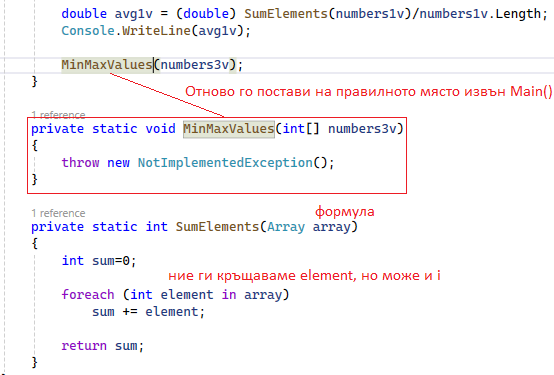 double avg1v = (double) SumElements(numbers1v)/numbers1v.Length;
Console.WriteLine(avg1v);
MinMaxValues(numbers3v);
}
Отново го постави на правилното място извън Main()
1 reference
private static void MinMaxValues(int[] numbers3v)
{
throw new NotImplementedException();
}
1 reference
формула
private static int SumElements(Array array)
{
int sum=0;
ние ги кръщаваме element, но може и i
foreach (int element in array)
sum += element;
return sum;
}